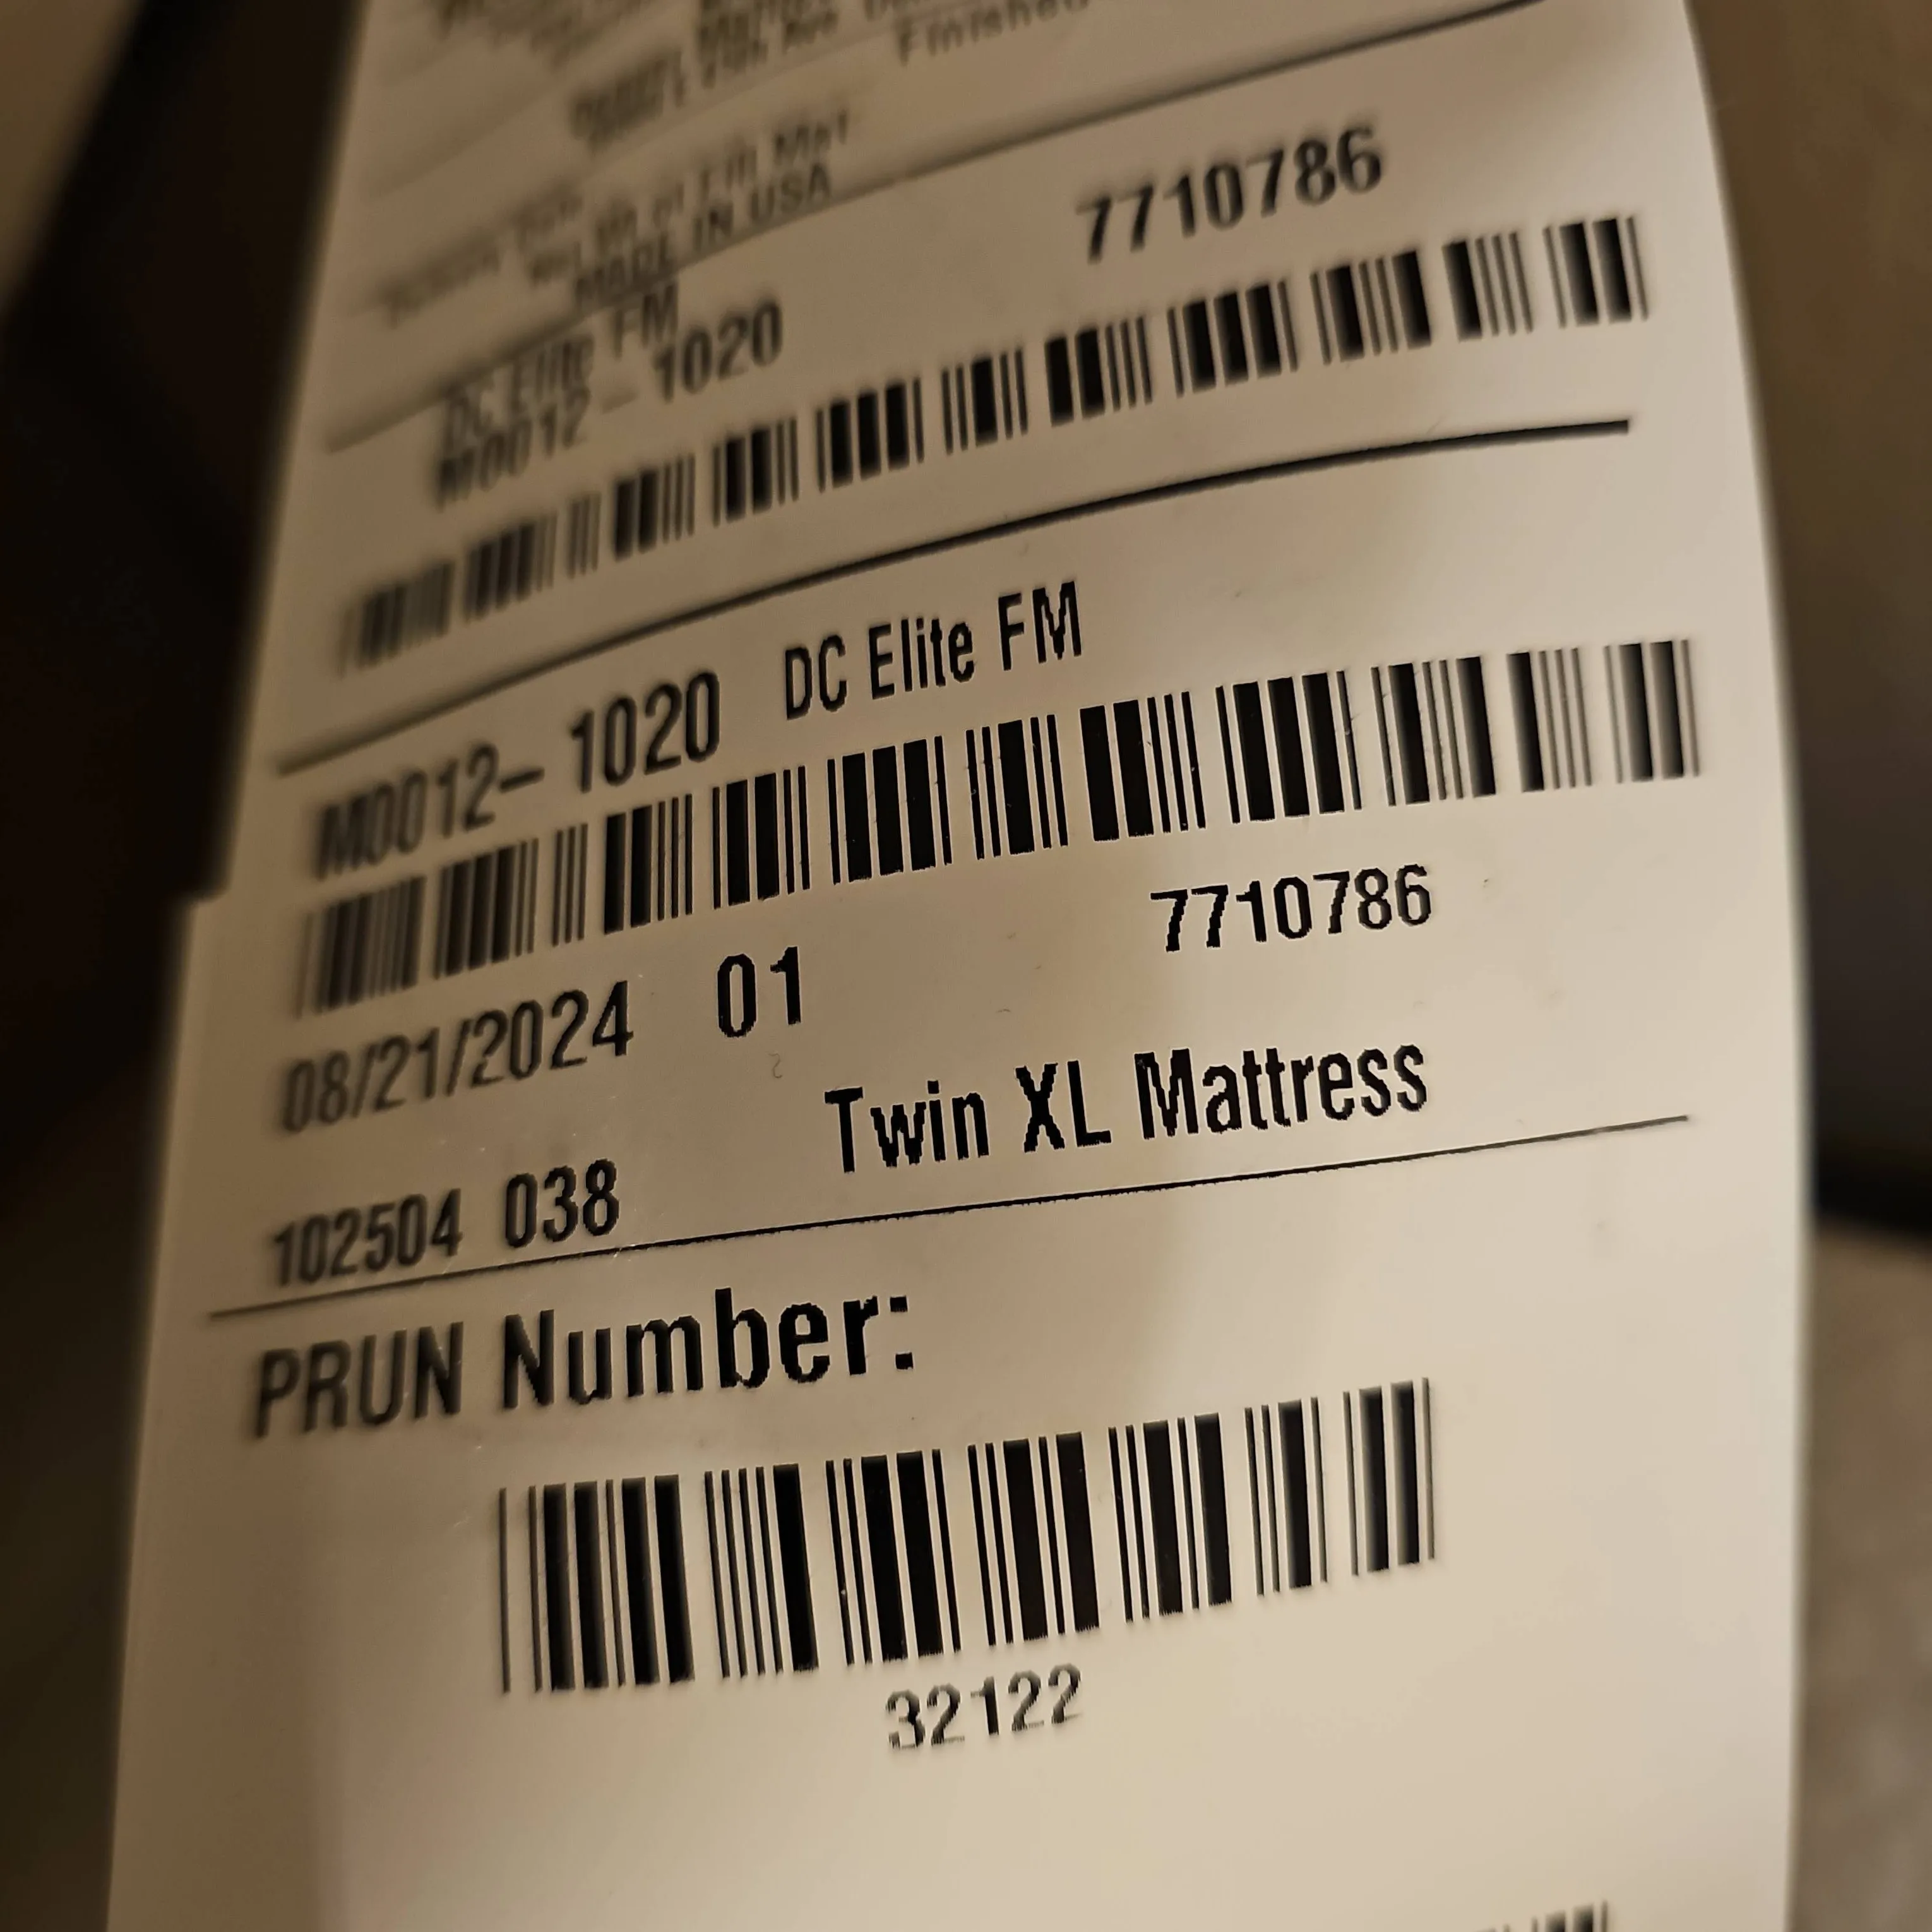 Finished
MADE IN USA
7710786
DC Elite FM
M0012-1020
M0012-1020 DC Elite FM
08/21/2024 01 7710786
102504 038 Twin XL Mattress
PRUN Number:
32122